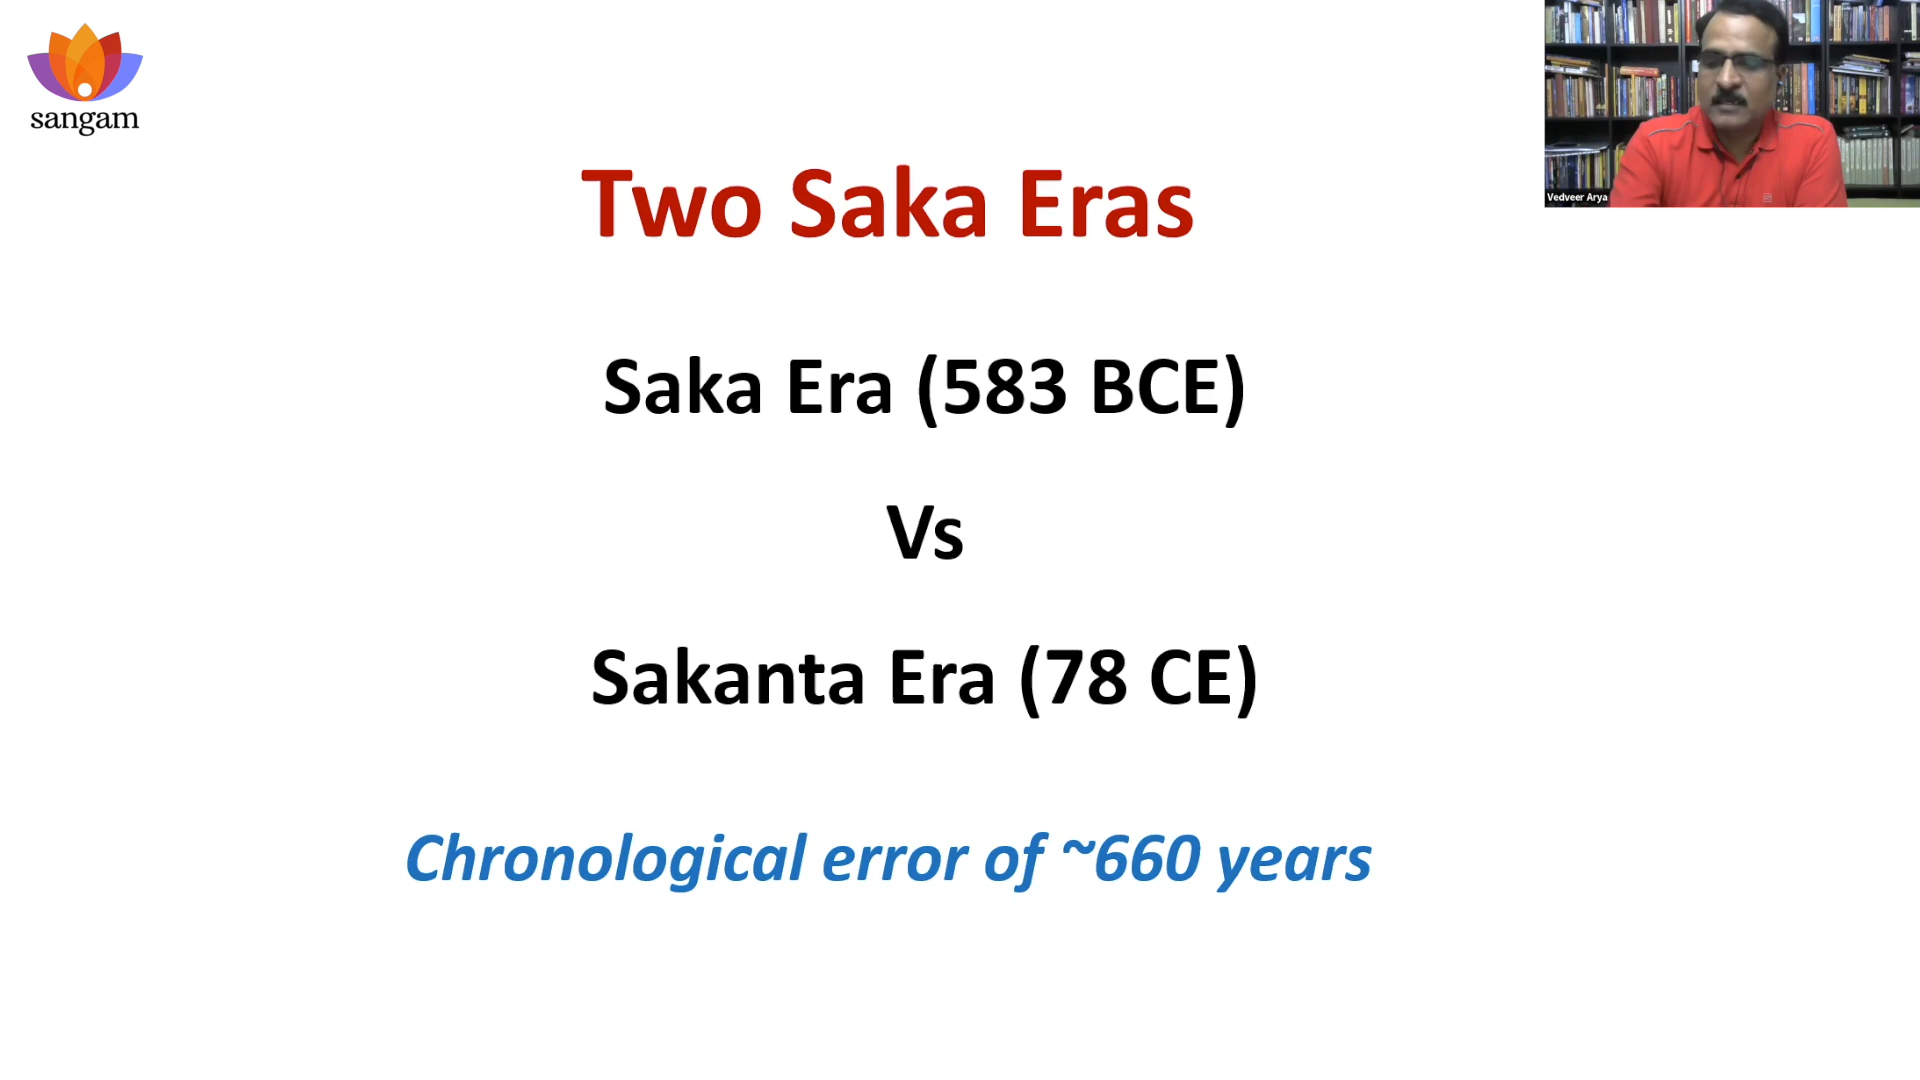 sangam
Vedveer Arya
Two Saka Eras
Saka Era (583 BCE)
Vs
Sakanta Era (78 CE)
Chronological error of ~660 years